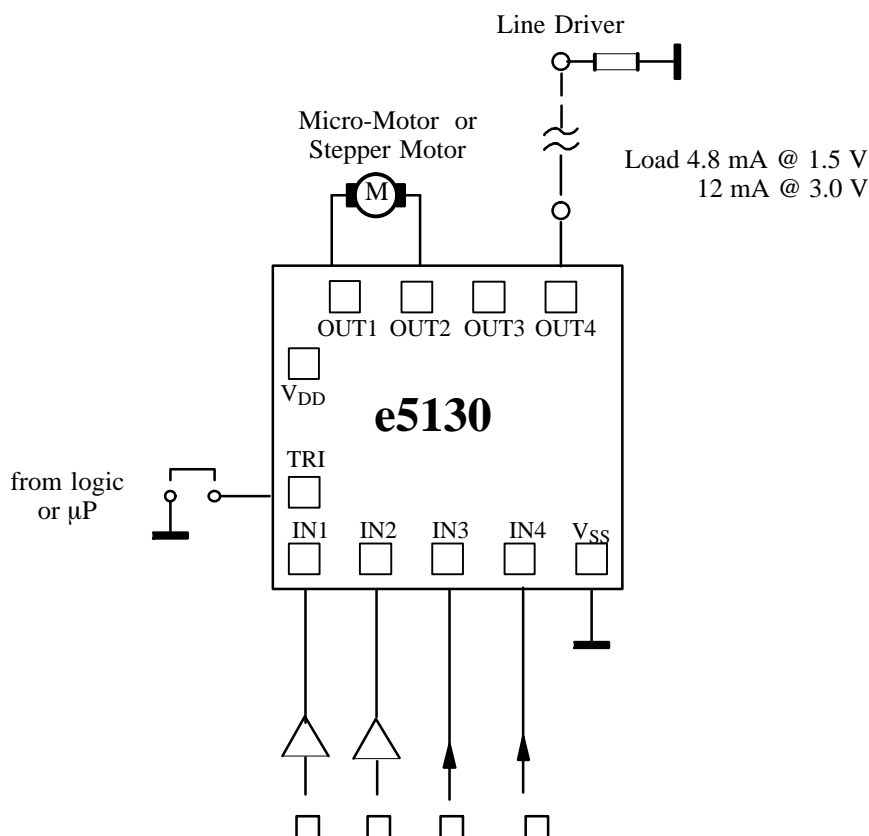 Line Driver
Micro-Motor or
Stepper Motor
M
Load 4.8 mA @ 1.5 V
12 mA @ 3.0 V
OUT1 OUT2 OUT3 OUT4
VDD
e5130
TRI
from logic
or µP
IN1 IN2 IN3 IN4 VSS